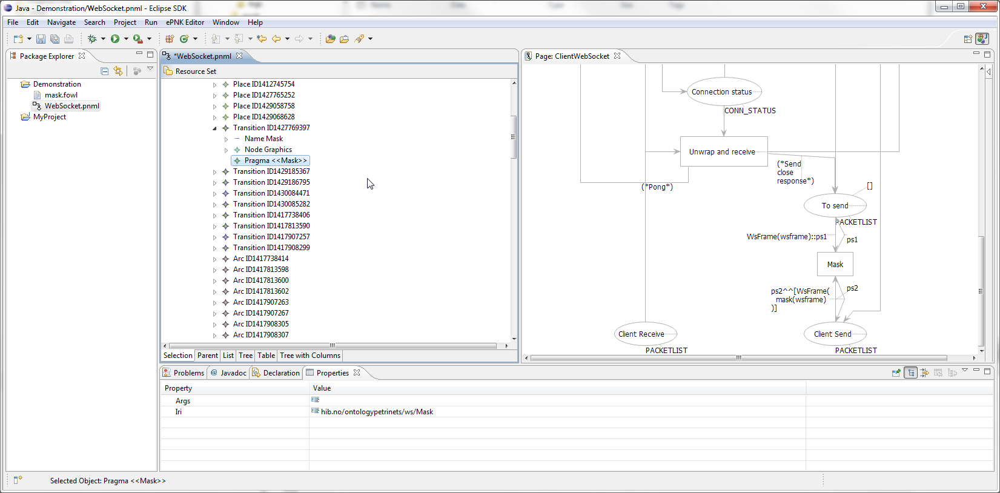 Java - Demonstration/WebSocket.pnml - Eclipse SDK
File Edit Navigate Search Project Run ePNK Editor Window Help
Package Explorer
Demonstration
mask.fowl
WebSocket.pnml
MyProject
*WebSocket.pnml
Resource Set
Place ID1412745754
Place ID1427765252
Place ID1429058758
Place ID1429068628
Transition ID1427769397
Name Mask
Node Graphics
Pragma <<Mask>>
Transition ID1429185367
Transition ID1429186795
Transition ID1430084471
Transition ID1430085282
Transition ID1417738406
Transition ID1417813590
Transition ID1417907257
Transition ID1417908299
Arc ID1417738414
Arc ID1417813598
Arc ID1417813600
Arc ID1417813602
Arc ID1417907263
Arc ID1417907267
Arc ID1417908305
Arc ID1417908307
Selection Parent List Tree Table Tree with Columns
Page: ClientWebSocket
Connection status
CONN_STATUS
Unwrap and receive
(*Send
close
response*)
(*Pong*)
[]
To send
PACKETLIST
WsFrame(wsframe)::ps1
ps1
Mask
ps2
ps2^^[WsFrame(
mask(wsframe)
)]
Client Receive
PACKETLIST
Client Send
PACKETLIST
Problems @ Javadoc Declaration Properties
Property Value
Args
Iri hib.no/ontologypetrinets/ws/Mask
Selected Object: Pragma <<Mask>>